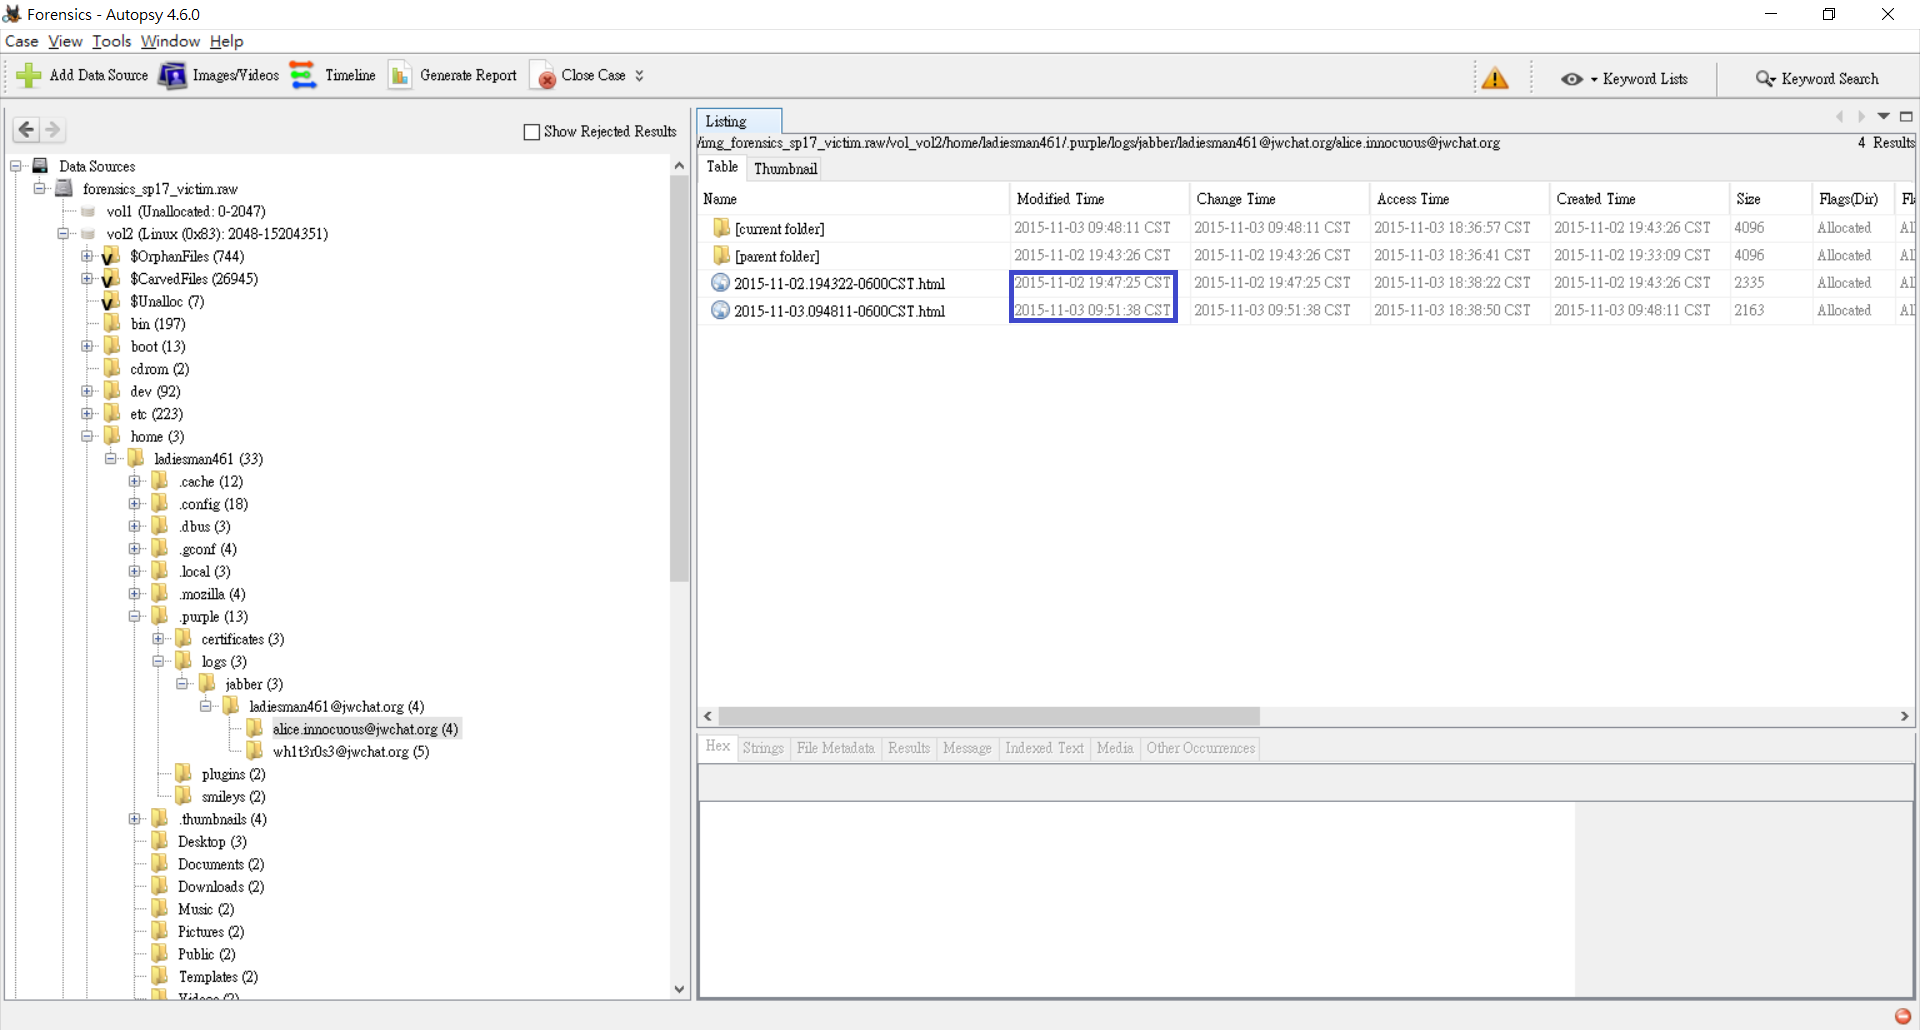 Forensics - Autopsy 4.6.0
Case View Tools Window Help
Add Data Source Images/Videos Timeline Generate Report Close Case Keyword Lists Keyword Search
Show Rejected Results
Data Sources
forensics_sp17_victim.raw
vol1 (Unallocated: 0-2047)
vol2 (Linux (0x83): 2048-15204351)
$OrphanFiles (744)
$CarvedFiles (26945)
$Unalloc (7)
bin (197)
boot (13)
cdrom (2)
dev (92)
etc (223)
home (3)
ladiesman461 (33)
.cache (12)
.config (18)
.dbus (3)
.gconf (4)
.local (3)
.mozilla (4)
.purple (13)
certificates (3)
logs (3)
jabber (3)
ladiesman461@jwchat.org (4)
alice.innocuous@jwchat.org (4)
wh1t3r0s3@jwchat.org (5)
plugins (2)
smileys (2)
.thumbnails (4)
Desktop (3)
Documents (2)
Downloads (2)
Music (2)
Pictures (2)
Public (2)
Templates (2)
Videos (2)
Listing
/img_forensics_sp17_victim.raw/vol_vol2/home/ladiesman461/.purple/logs/jabber/ladiesman461@jwchat.org/alice.innocuous@jwchat.org 4 Results
Table Thumbnail
Name Modified Time Change Time Access Time Created Time Size Flags(Dir) Fl
[current folder] 2015-11-03 09:48:11 CST 2015-11-03 09:48:11 CST 2015-11-03 18:36:57 CST 2015-11-02 19:43:26 CST 4096 Allocated Al
[parent folder] 2015-11-02 19:43:26 CST 2015-11-02 19:43:26 CST 2015-11-03 18:36:41 CST 2015-11-02 19:33:09 CST 4096 Allocated Al
2015-11-02.194322-0600CST.html 2015-11-02 19:47:25 CST 2015-11-02 19:47:25 CST 2015-11-03 18:38:22 CST 2015-11-02 19:43:26 CST 2335 Allocated Al
2015-11-03.094811-0600CST.html 2015-11-03 09:51:38 CST 2015-11-03 09:51:38 CST 2015-11-03 18:38:50 CST 2015-11-03 09:48:11 CST 2163 Allocated Al
Hex Strings File Metadata Results Message Indexed Text Media Other Occurrences